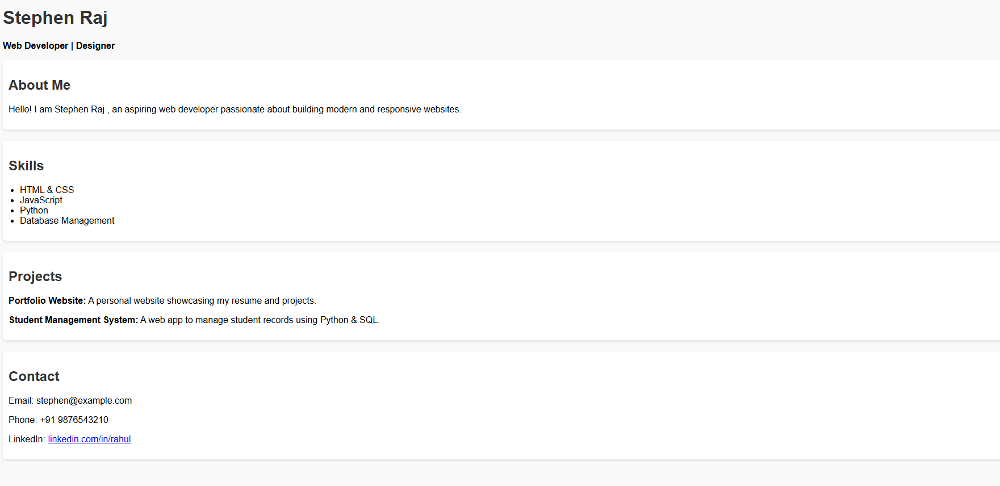 Stephen Raj
Web Developer | Designer
About Me
Hello! I am Stephen Raj , an aspiring web developer passionate about building modern and responsive websites.
Skills
• HTML & CSS
• JavaScript
• Python
• Database Management
Projects
Portfolio Website: A personal website showcasing my resume and projects.
Student Management System: A web app to manage student records using Python & SQL.
Contact
Email: stephen@example.com
Phone: +91 9876543210
LinkedIn: linkedin.com/in/rahul